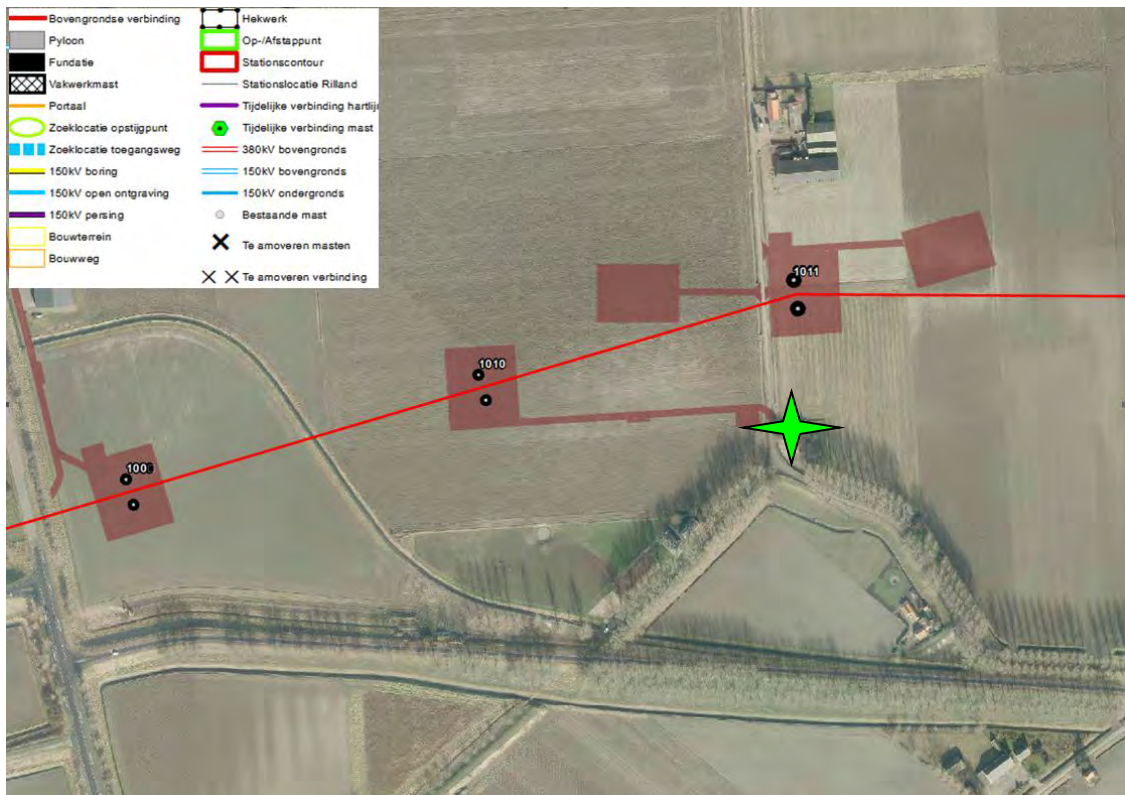 Bovengrondse verbinding
Pyloon
Fundatie
Vakwerkmast
Portaal
Zoeklocatie opstijgpunt
Zoeklocatie toegangsweg
150kV boring
150kV open ontgraving
150kV persing
Bouwterrein
Bouwweg
Hekwerk
Op-/Afstappunt
Stationscontour
Stationslocatie Rilland
Tijdelijke verbinding hartlijn
Tijdelijke verbinding mast
380kV bovengronds
150kV bovengronds
150kV ondergronds
Bestaande mast
Te amoveren masten
Te amoveren verbinding
1011
1010